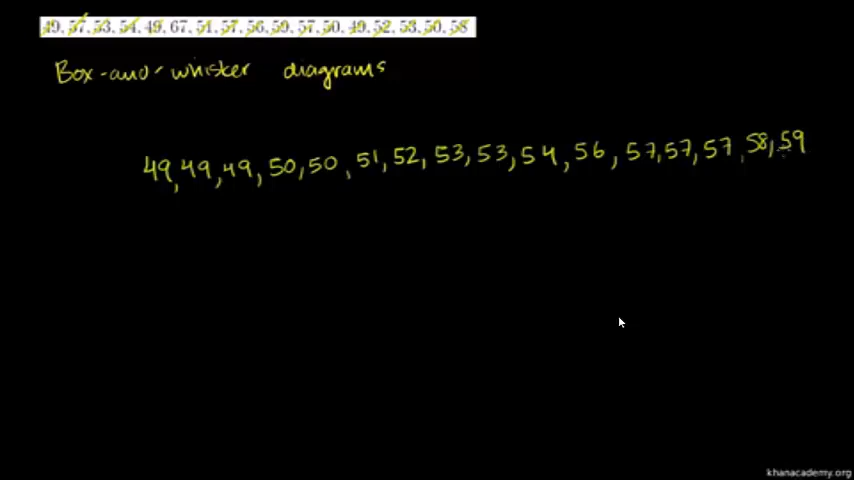 49, 57, 53, 54, 49, 67, 51, 57, 56, 59, 57, 50, 49, 52, 53, 50, 58
Box-and-whisker diagrams
49, 49, 49, 50, 50, 51, 52, 53, 53, 54, 56, 57, 57, 57, 58, 59
khanacademy.org